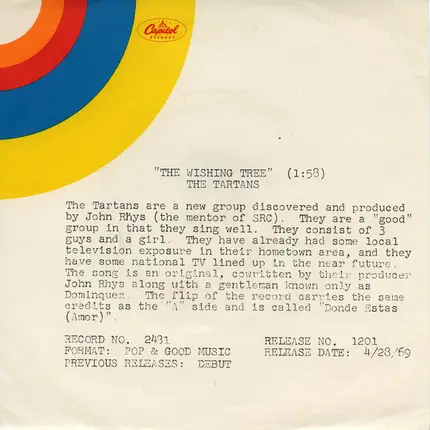 Capitol
RECORDS
"THE WISHING TREE" (1:58)
THE TARTANS
The Tartans are a new group discovered and produced
by John Rhys (the mentor of SRC). They are a "good"
group in that they sing well. They consist of 3
guys and a girl. They have already had some local
television exposure in their hometown area, and they
have some national TV lined up in the near future.
The song is an original, cowritten by their producer
John Rhys along with a gentleman known only as
Dominquez. The flip of the record carries the same
credits as the "A" side and is called "Donde Estas
(Amor)".
RECORD NO. 2481 RELEASE NO. 1201
FORMAT: POP & GOOD MUSIC RELEASE DATE: 4/28/69
PREVIOUS RELEASES: DEBUT